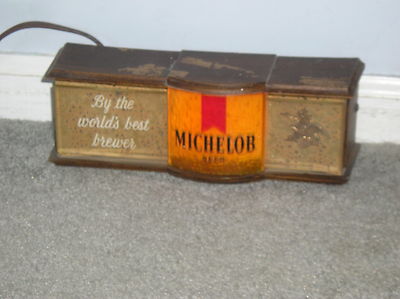 By the
world's best
brewer
MICHELOB
BEER